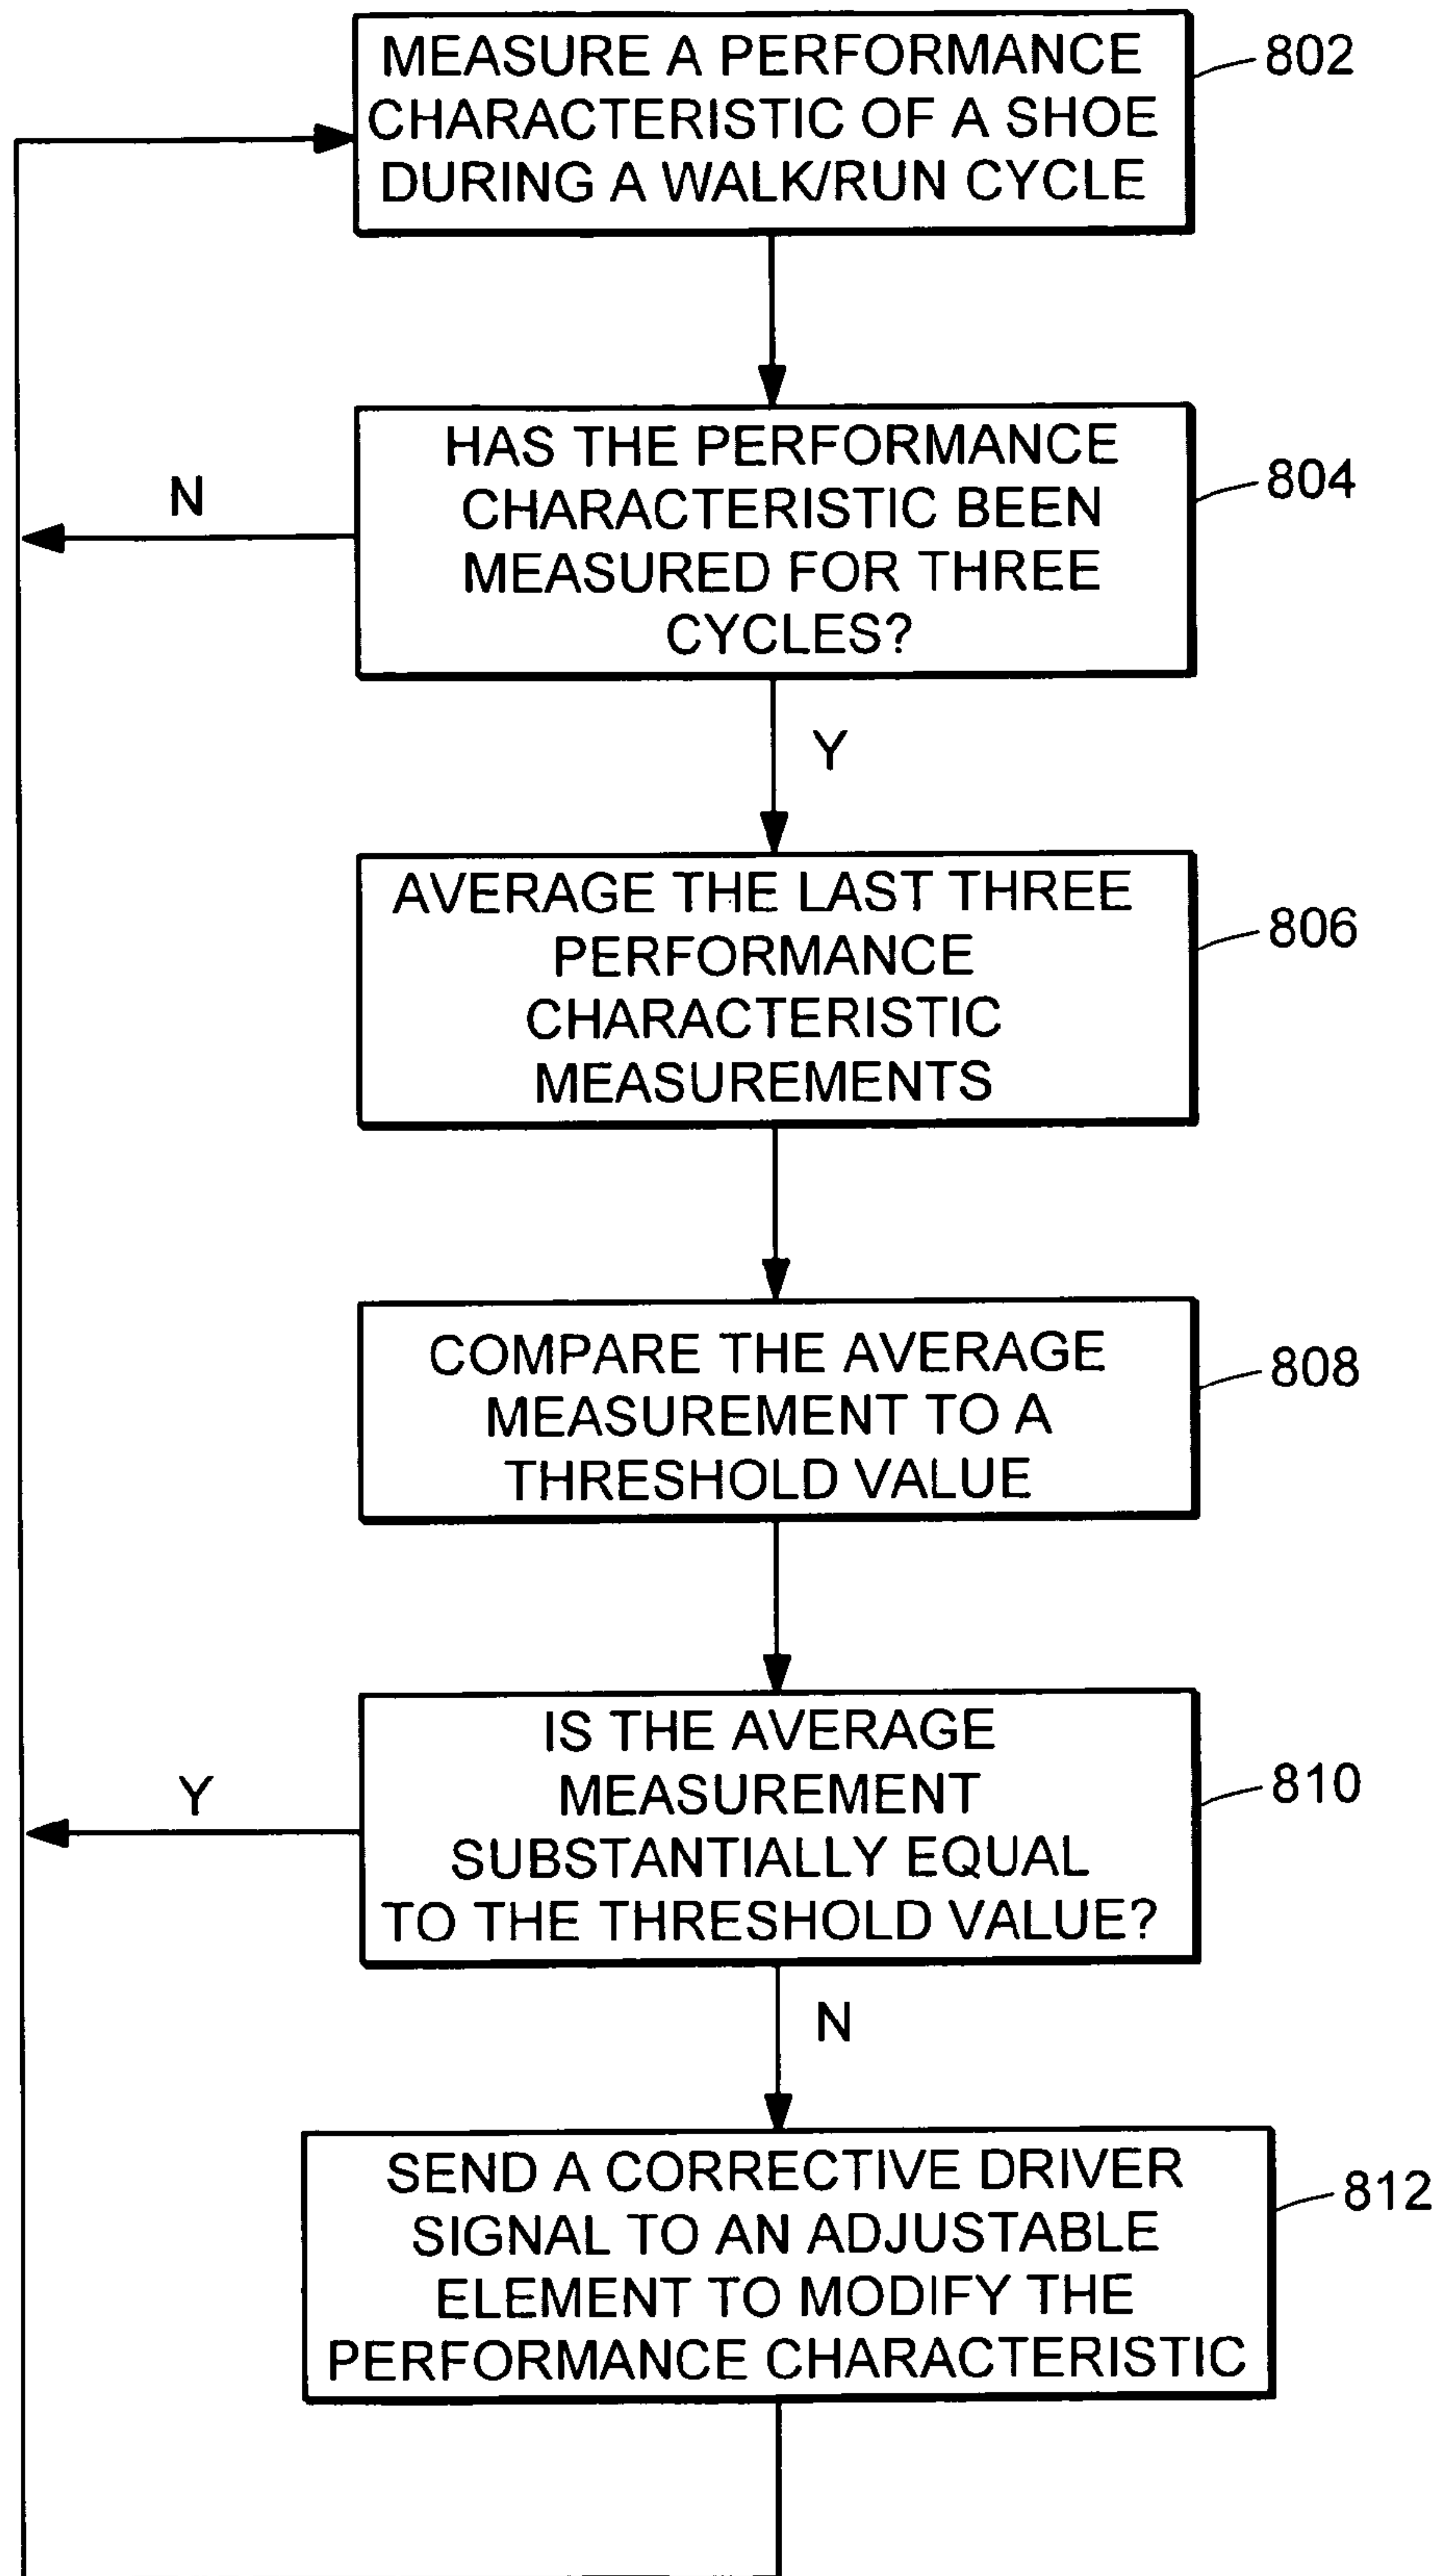 MEASURE A PERFORMANCE
CHARACTERISTIC OF A SHOE
DURING A WALK/RUN CYCLE
802
HAS THE PERFORMANCE
CHARACTERISTIC BEEN
MEASURED FOR THREE
CYCLES?
804
N
Y
AVERAGE THE LAST THREE
PERFORMANCE
CHARACTERISTIC
MEASUREMENTS
806
COMPARE THE AVERAGE
MEASUREMENT TO A
THRESHOLD VALUE
808
IS THE AVERAGE
MEASUREMENT
SUBSTANTIALLY EQUAL
TO THE THRESHOLD VALUE?
810
Y
N
SEND A CORRECTIVE DRIVER
SIGNAL TO AN ADJUSTABLE
ELEMENT TO MODIFY THE
PERFORMANCE CHARACTERISTIC
812